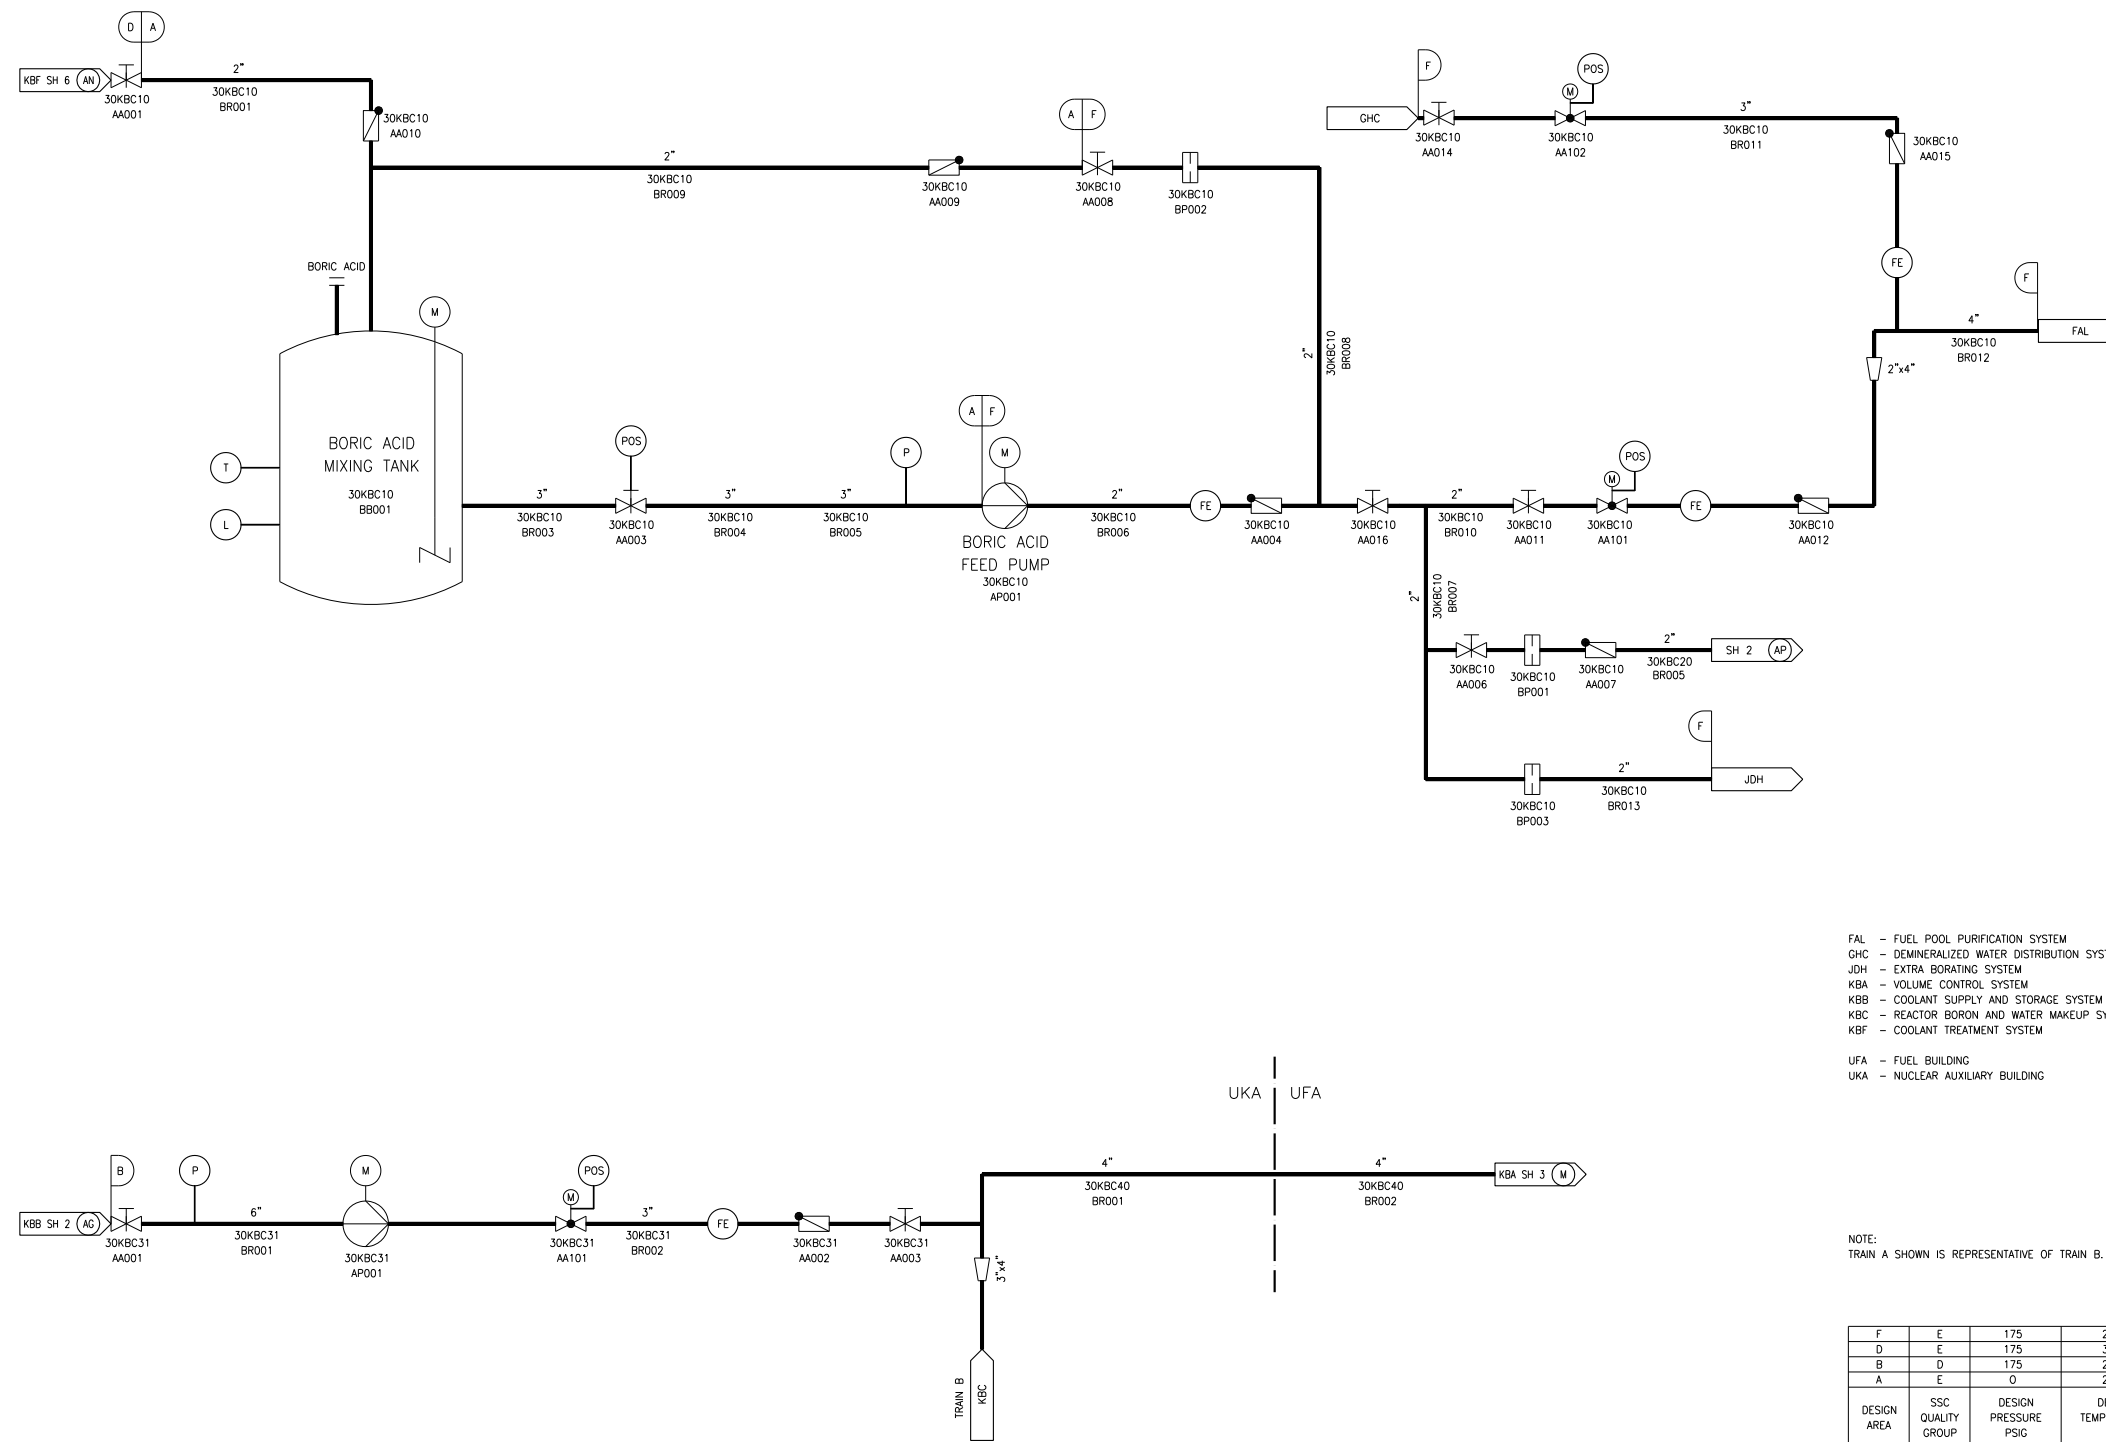 D A
KBF SH 6 AN
30KBC10
AA001
2"
30KBC10
BR001
30KBC10
AA010
2"
30KBC10
BR009
30KBC10
AA009
A F
30KBC10
AA008
30KBC10
BP002
F
GHC
30KBC10
AA014
M
POS
30KBC10
AA102
3"
30KBC10
BR011
30KBC10
AA015
FE
F
4"
30KBC10
BR012
FAL
2"x4"
BORIC ACID
M
BORIC ACID
MIXING TANK
30KBC10
BB001
T
L
3"
30KBC10
BR003
POS
30KBC10
AA003
3"
30KBC10
BR004
3"
30KBC10
BR005
P
A F
M
BORIC ACID
FEED PUMP
30KBC10
AP001
2"
30KBC10
BR006
FE
30KBC10
AA004
2"
30KBC10
BR008
30KBC10
AA016
2"
30KBC10
BR010
30KBC10
AA011
M
POS
30KBC10
AA101
FE
30KBC10
AA012
2"
30KBC10
BR007
30KBC10
AA006
30KBC10
BP001
30KBC10
AA007
2"
30KBC20
BR005
SH 2 AP
F
30KBC10
BP003
2"
30KBC10
BR013
JDH
FAL – FUEL POOL PURIFICATION SYSTEM
GHC – DEMINERALIZED WATER DISTRIBUTION
JDH – EXTRA BORATING SYSTEM
KBA – VOLUME CONTROL SYSTEM
KBB – COOLANT SUPPLY AND STORAGE SYSTEM
KBC – REACTOR BORON AND WATER MAKEUP
KBF – COOLANT TREATMENT SYSTEM
UFA – FUEL BUILDING
UKA – NUCLEAR AUXILIARY BUILDING
UKA UFA
B
KBB SH 2 AG
30KBC31
AA001
P
6"
30KBC31
BR001
M
30KBC31
AP001
M
POS
30KBC31
AA101
3"
30KBC31
BR002
FE
30KBC31
AA002
30KBC31
AA003
3"x4"
TRAIN B
KBC
4"
30KBC40
BR001
4"
30KBC40
BR002
KBA SH 3 M
NOTE:
TRAIN A SHOWN IS REPRESENTATIVE OF TRAIN B.
F E 175
D E 175
B D 175
A E 0
DESIGN
AREA
SSC
QUALITY
GROUP
DESIGN
PRESSURE
PSIG